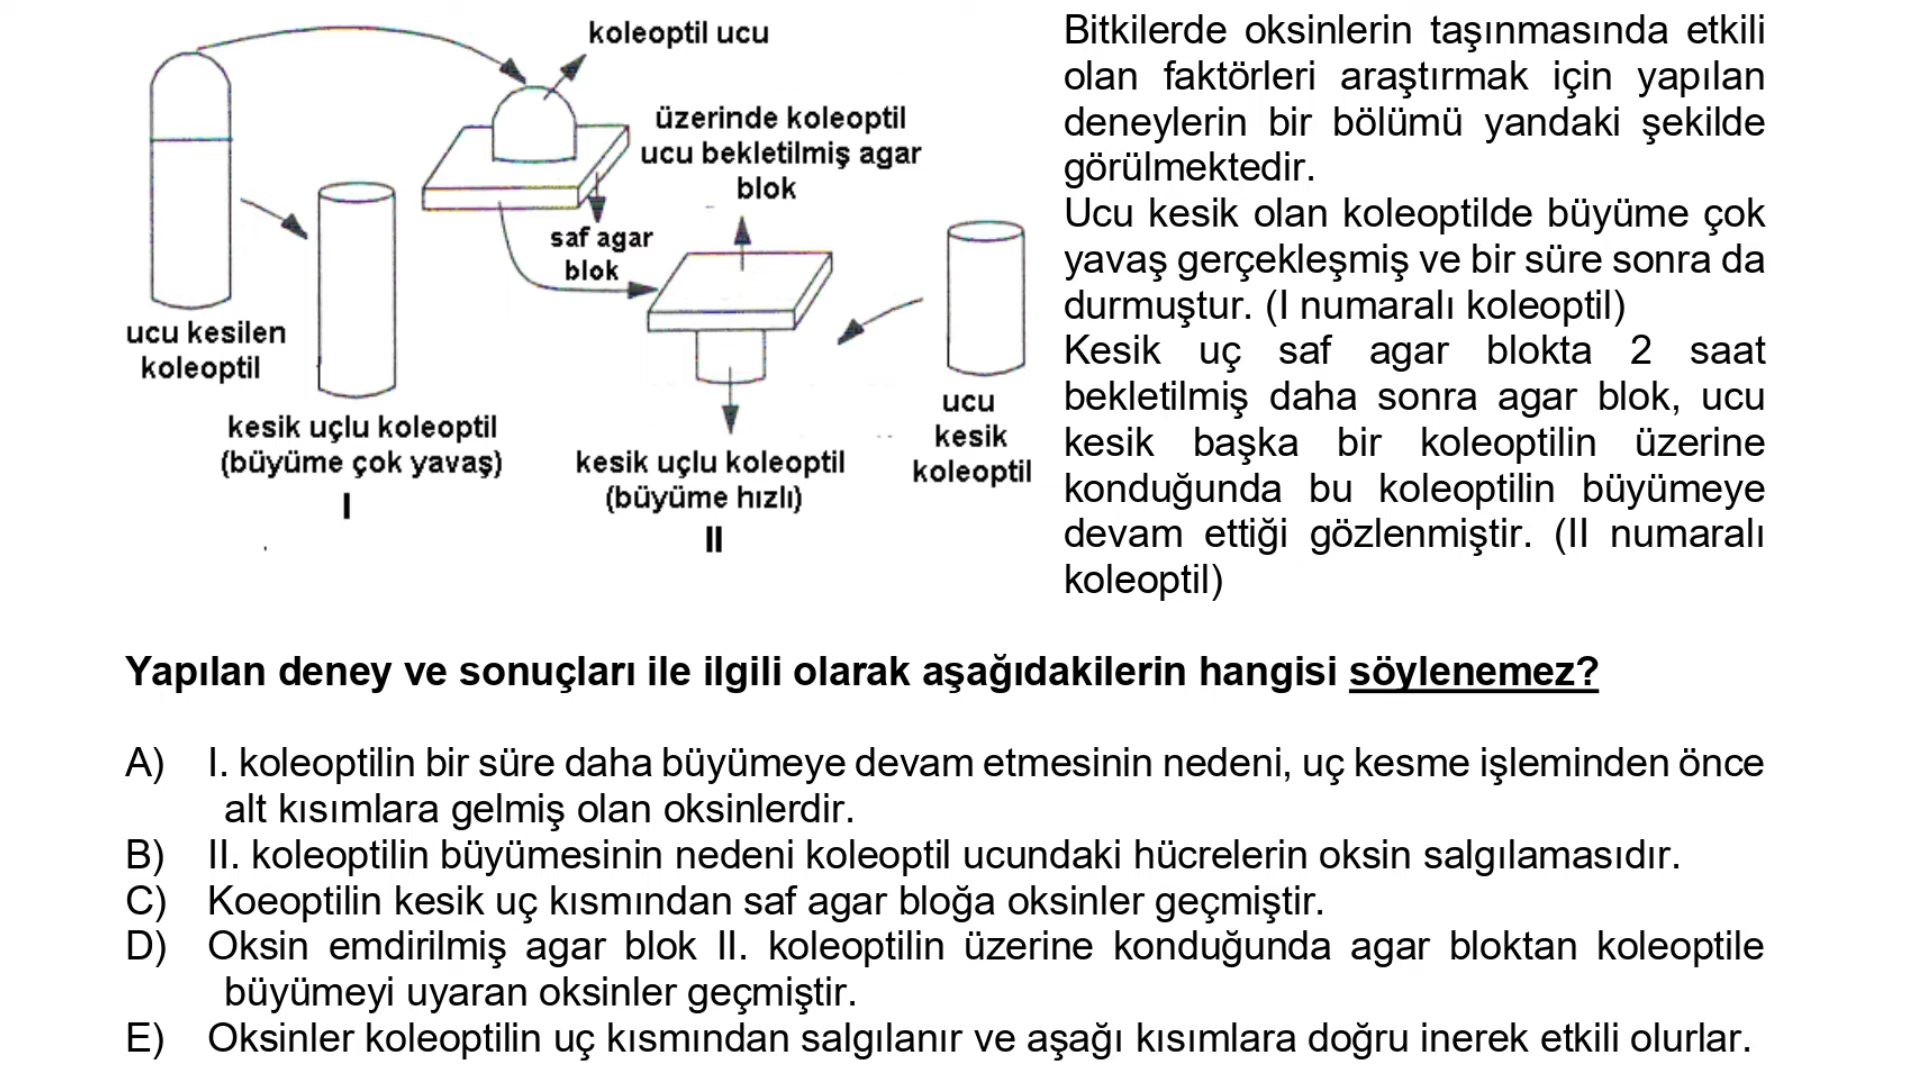 koleoptil ucu
üzerinde koleoptil
ucu bekletilmiş agar
blok
saf agar
blok
ucu kesilen
koleoptil
kesik uçlu koleoptil
(büyüme çok yavaş)
I
kesik uçlu koleoptil
(büyüme hızlı)
II
ucu
kesik
koleoptil
Bitkilerde oksinlerin taşınmasında etkili
olan faktörleri araştırmak için yapılan
deneylerin bir bölümü yandaki şekilde
görülmektedir.
Ucu kesik olan koleoptilde büyüme çok
yavaş gerçekleşmiş ve bir süre sonra da
durmuştur. (I numaralı koleoptil)
Kesik uç saf agar blokta 2 saat
bekletilmiş daha sonra agar blok, ucu
kesik başka bir koleoptilin üzerine
konduğunda bu koleoptilin büyümeye
devam ettiği gözlenmiştir. (II numaralı
koleoptil)
Yapılan deney ve sonuçları ile ilgili olarak aşağıdakilerin hangisi söylenemez?
A) I. koleoptilin bir süre daha büyümeye devam etmesinin nedeni, uç kesme işleminden önce
alt kısımlara gelmiş olan oksinlerdir.
B) II. koleoptilin büyümesinin nedeni koleoptil ucundaki hücrelerin oksin salgılamasıdır.
C) Koeoptilin kesik uç kısmından saf agar bloğa oksinler geçmiştir.
D) Oksin emdirilmiş agar blok II. koleoptilin üzerine konduğunda agar bloktan koleoptile
büyümeyi uyaran oksinler geçmiştir.
E) Oksinler koleoptilin uç kısmından salgılanır ve aşağı kısımlara doğru inerek etkili olurlar.